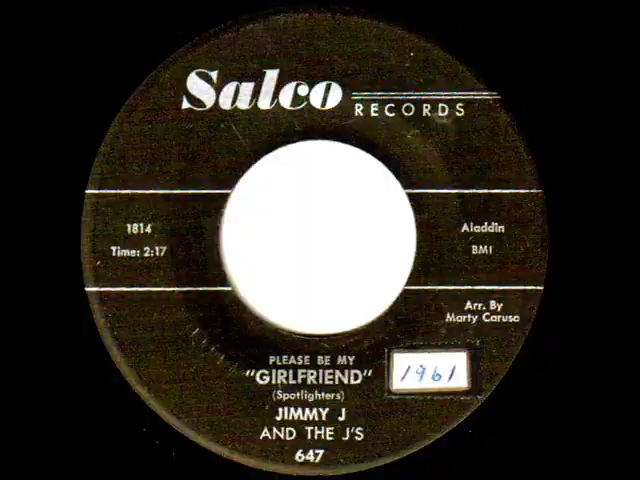 Salco
RECORDS
1814
Time: 2:17
Aladdin
BMI
Arr. By
Marty Caruso
PLEASE BE MY
"GIRLFRIEND"
(Spotlighters)
1961
JIMMY J
AND THE J'S
647